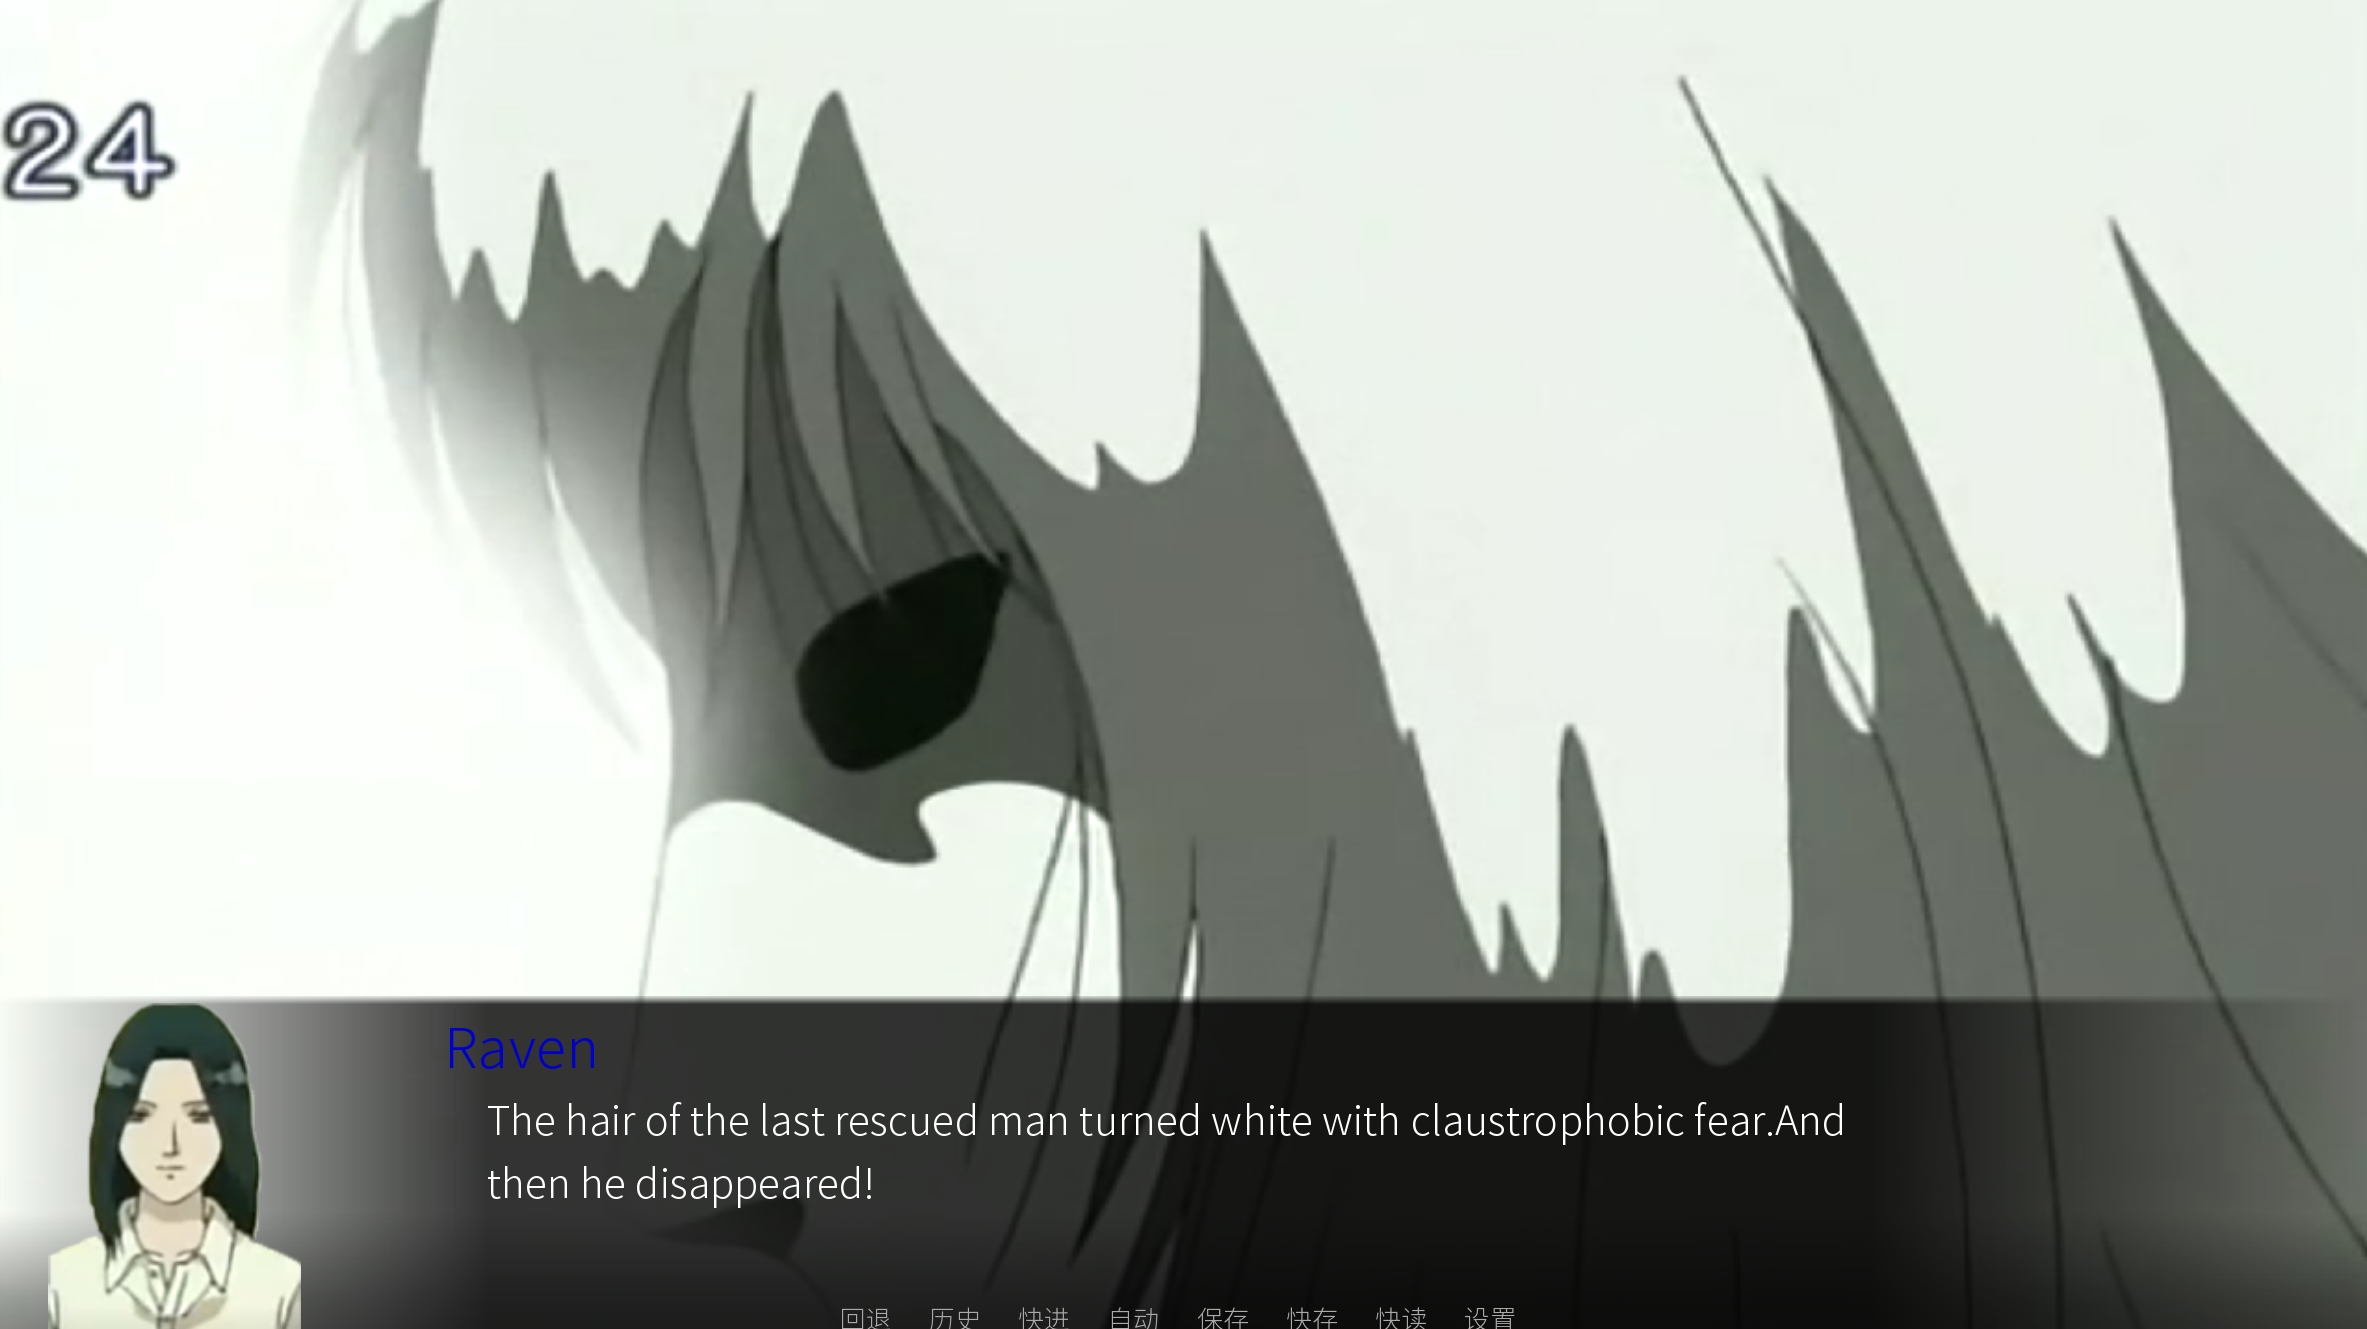 24
Raven
The hair of the last rescued man turned white with claustrophobic fear.And
then he disappeared!
回退 历史 快进 自动 保存 快存 快读 设置